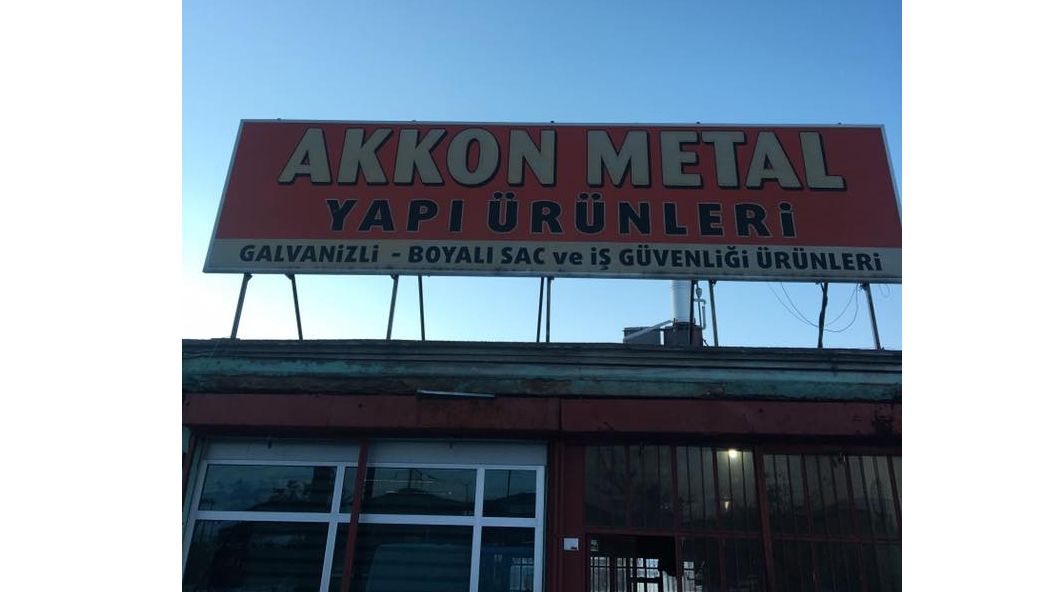 AKKON METAL
YAPI ÜRÜNLERİ
GALVANİZLİ - BOYALI SAC ve İŞ GÜVENLİĞİ ÜRÜNLERİ